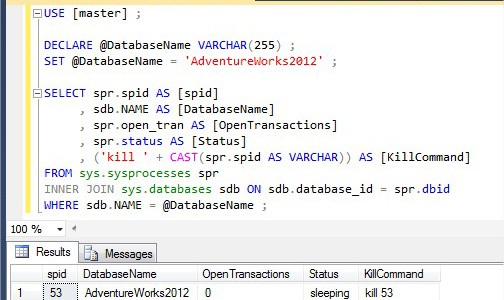 USE [master] ;
DECLARE @DatabaseName VARCHAR(255) ;
SET @DatabaseName = 'AdventureWorks2012' ;
SELECT spr.spid AS [spid]
, sdb.NAME AS [DatabaseName]
, spr.open_tran AS [OpenTransactions]
, spr.status AS [Status]
, ('kill ' + CAST(spr.spid AS VARCHAR)) AS [KillCommand]
FROM sys.sysprocesses spr
INNER JOIN sys.databases sdb ON sdb.database_id = spr.dbid
WHERE sdb.NAME = @DatabaseName ;
100 %
Results Messages
spid DatabaseName OpenTransactions Status KillCommand
1 53 AdventureWorks2012 0 sleeping kill 53